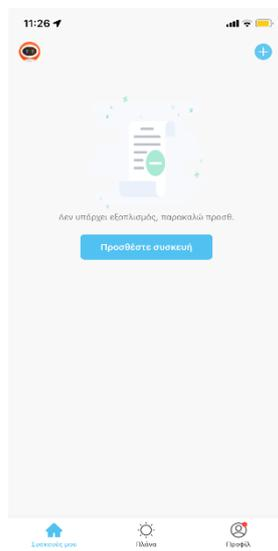 11:26
Δεν υπάρχει εξοπλισμός, παρακαλώ προσθ.
Προσθέστε συσκευή
Συσκευές μου
Πλάνα
Προφίλ